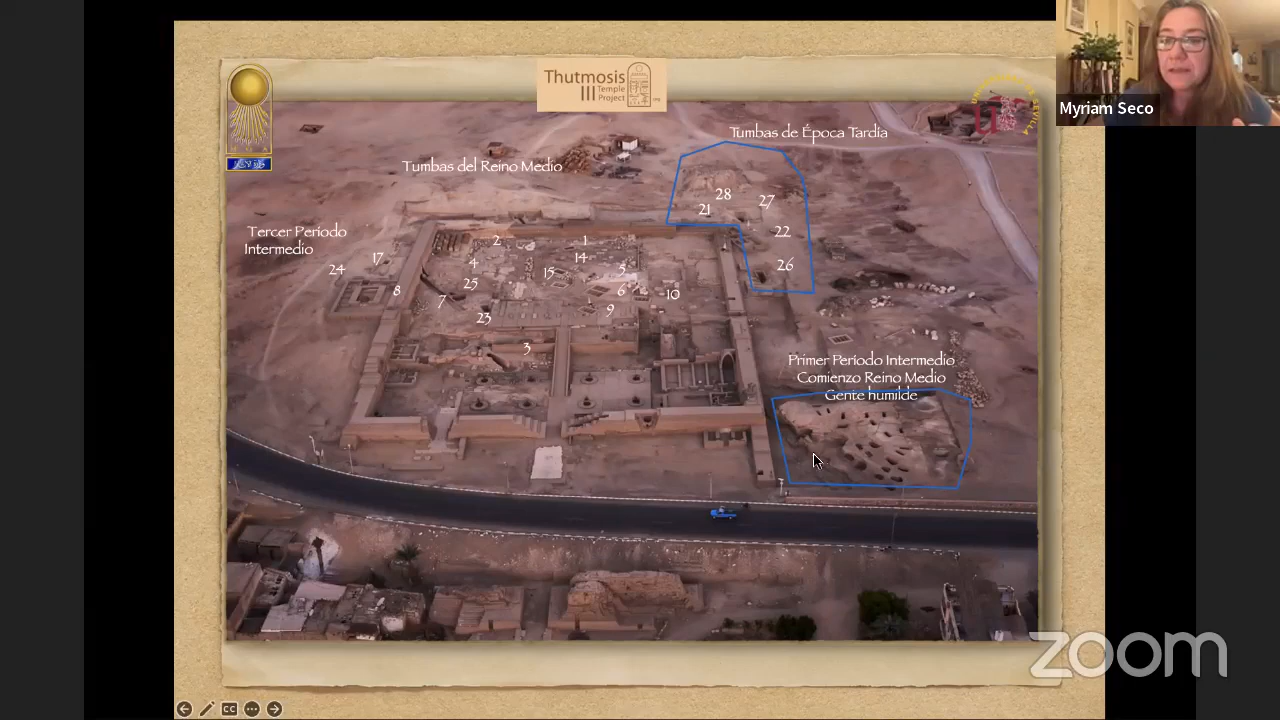 Thutmosis
III Temple
Project
Myriam Seco
Tumbas de Época Tardía
Tumbas del Reino Medio
28
27
21
22
26
Tercer Período
Intermedio
17
24
8
2
1
4
14
15
5
25
6
10
7
9
23
3
Primer Período Intermedio
Comienzo Reino Medio
Gente humilde
CC
zoom